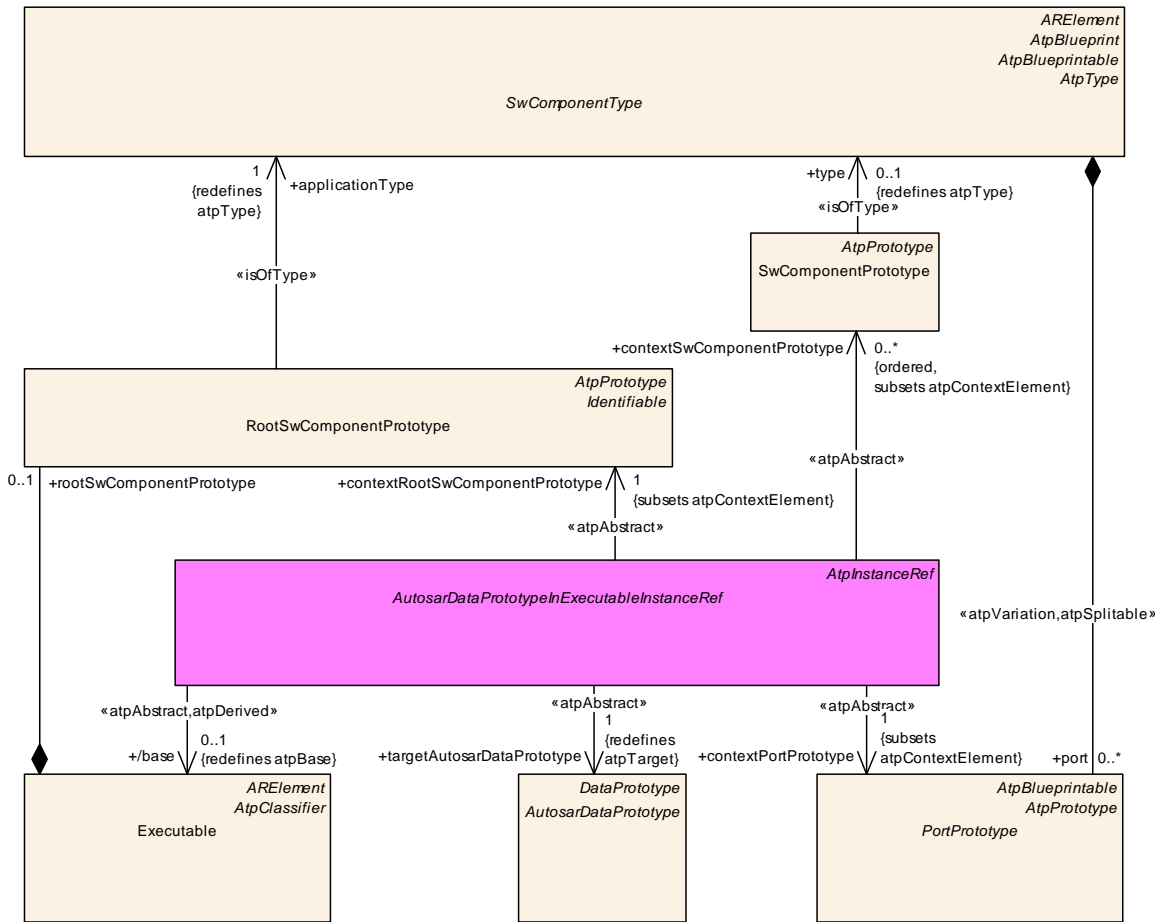 ARElement
AtpBlueprint
AtpBlueprintable
AtpType
SwComponentType
1
{redefines
atpType}
+applicationType
+type
0..1
{redefines atpType}
«isOfType»
«isOfType»
AtpPrototype
SwComponentPrototype
+contextSwComponentPrototype
0..*
{ordered,
subsets atpContextElement}
AtpPrototype
Identifiable
RootSwComponentPrototype
«atpAbstract»
0..1
+rootSwComponentPrototype
+contextRootSwComponentPrototype
1
{subsets atpContextElement}
«atpAbstract»
AtpInstanceRef
AutosarDataPrototypeInExecutableInstanceRef
«atpVariation,atpSplitable»
«atpAbstract,atpDerived»
«atpAbstract»
«atpAbstract»
+/base
0..1
{redefines atpBase}
+targetAutosarDataPrototype
1
{redefines
atpTarget}
+contextPortPrototype
1
{subsets
atpContextElement}
+port
0..*
ARElement
AtpClassifier
Executable
DataPrototype
AutosarDataPrototype
AtpBlueprintable
AtpPrototype
PortPrototype